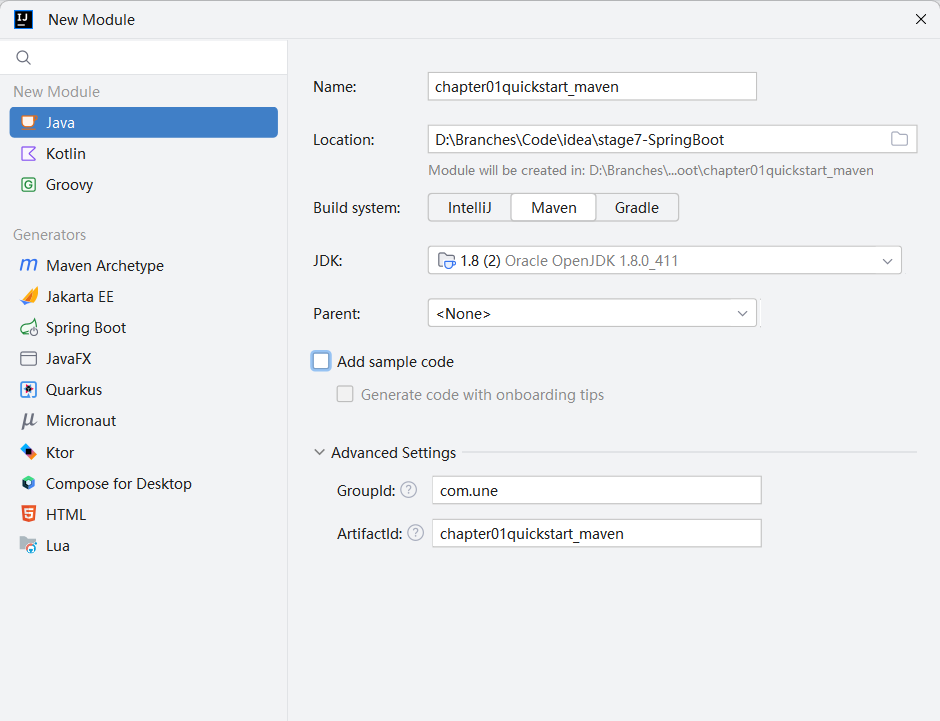 New Module
New Module
Java
Kotlin
Groovy
Generators
Maven Archetype
Jakarta EE
Spring Boot
JavaFX
Quarkus
Micronaut
Ktor
Compose for Desktop
HTML
Lua
Name: chapter01quickstart_maven
Location: D:\Branches\Code\idea\stage7-SpringBoot
Module will be created in: D:\Branches\...oot\chapter01quickstart_maven
Build system: IntelliJ Maven Gradle
JDK: 1.8 (2) Oracle OpenJDK 1.8.0_411
Parent: <None>
Add sample code
Generate code with onboarding tips
Advanced Settings
GroupId: ? com.une
ArtifactId: ? chapter01quickstart_maven